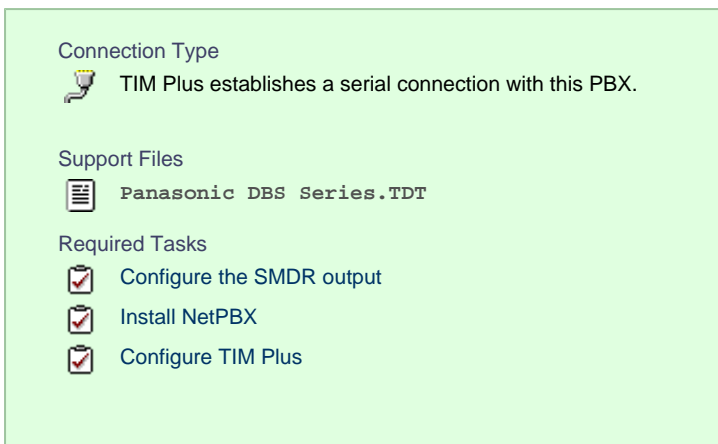 Connection Type
TIM Plus establishes a serial connection with this PBX.
Support Files
Panasonic DBS Series.TDT
Required Tasks
Configure the SMDR output
Install NetPBX
Configure TIM Plus